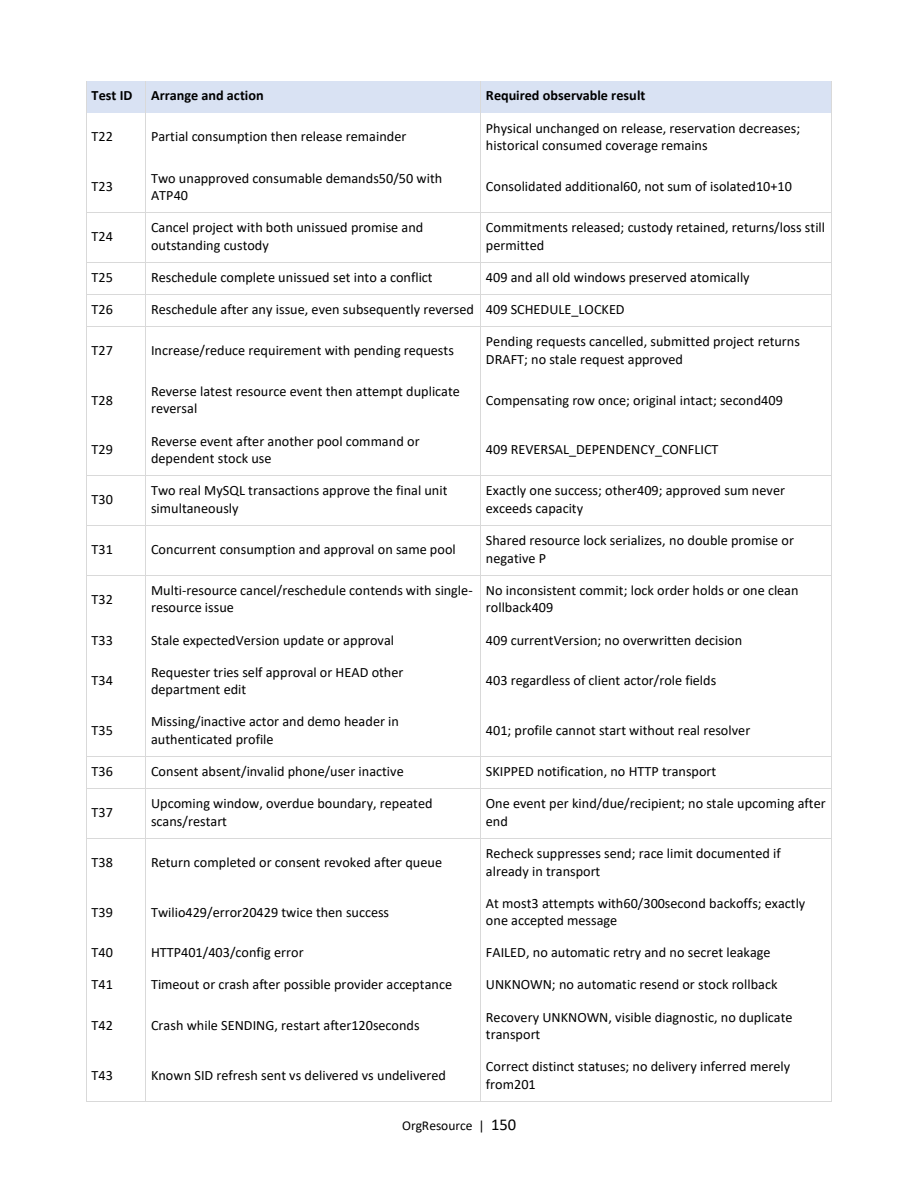 Test ID Arrange and action Required observable result
T22 Partial consumption then release remainder Physical unchanged on release, reservation decreases;
historical consumed coverage remains
T23 Two unapproved consumable demands50/50 with
ATP40
Consolidated additional60, not sum of isolated10+10
T24 Cancel project with both unissued promise and
outstanding custody
Commitments released; custody retained, returns/loss still
permitted
T25 Reschedule complete unissued set into a conflict 409 and all old windows preserved atomically
T26 Reschedule after any issue, even subsequently reversed 409 SCHEDULE_LOCKED
T27 Increase/reduce requirement with pending requests Pending requests cancelled, submitted project returns
DRAFT; no stale request approved
T28 Reverse latest resource event then attempt duplicate
reversal
Compensating row once; original intact; second409
T29 Reverse event after another pool command or
dependent stock use
409 REVERSAL_DEPENDENCY_CONFLICT
T30 Two real MySQL transactions approve the final unit
simultaneously
Exactly one success; other409; approved sum never
exceeds capacity
T31 Concurrent consumption and approval on same pool Shared resource lock serializes, no double promise or
negative P
T32 Multi-resource cancel/reschedule contends with single-
resource issue
No inconsistent commit; lock order holds or one clean
rollback409
T33 Stale expectedVersion update or approval 409 currentVersion; no overwritten decision
T34 Requester tries self approval or HEAD other
department edit
403 regardless of client actor/role fields
T35 Missing/inactive actor and demo header in
authenticated profile
401; profile cannot start without real resolver
T36 Consent absent/invalid phone/user inactive SKIPPED notification, no HTTP transport
T37 Upcoming window, overdue boundary, repeated
scans/restart
One event per kind/due/recipient; no stale upcoming after
end
T38 Return completed or consent revoked after queue Recheck suppresses send; race limit documented if
already in transport
T39 Twilio429/error20429 twice then success At most3 attempts with60/300second backoffs; exactly
one accepted message
T40 HTTP401/403/config error FAILED, no automatic retry and no secret leakage
T41 Timeout or crash after possible provider acceptance UNKNOWN; no automatic resend or stock rollback
T42 Crash while SENDING, restart after120seconds Recovery UNKNOWN, visible diagnostic, no duplicate
transport
T43 Known SID refresh sent vs delivered vs undelivered Correct distinct statuses; no delivery inferred merely
from201
OrgResource | 150